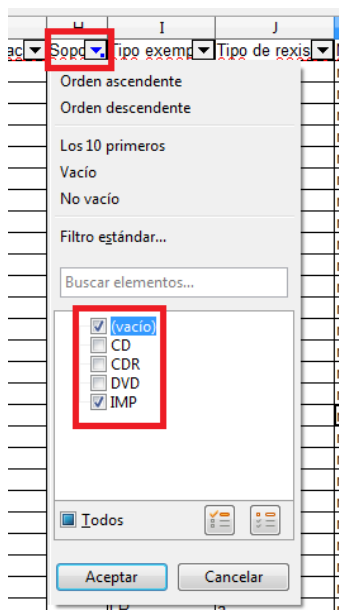 H I J
Sopo Tipo exemp Tipo de rexis
Orden ascendente
Orden descendente
Los 10 primeros
Vacío
No vacío
Filtro estándar...
Buscar elementos...
(vacío)
CD
CDR
DVD
IMP
Todos
Aceptar
Cancelar